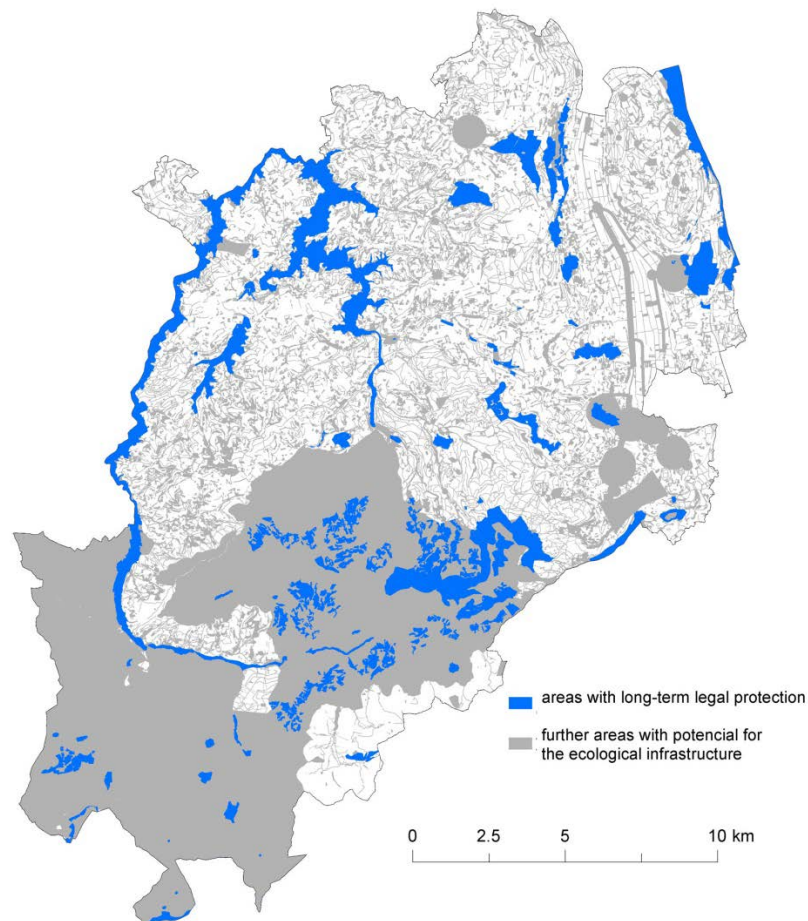 areas with long-term legal protection
further areas with potencial for
the ecological infrastructure
0 2.5 5 10 km